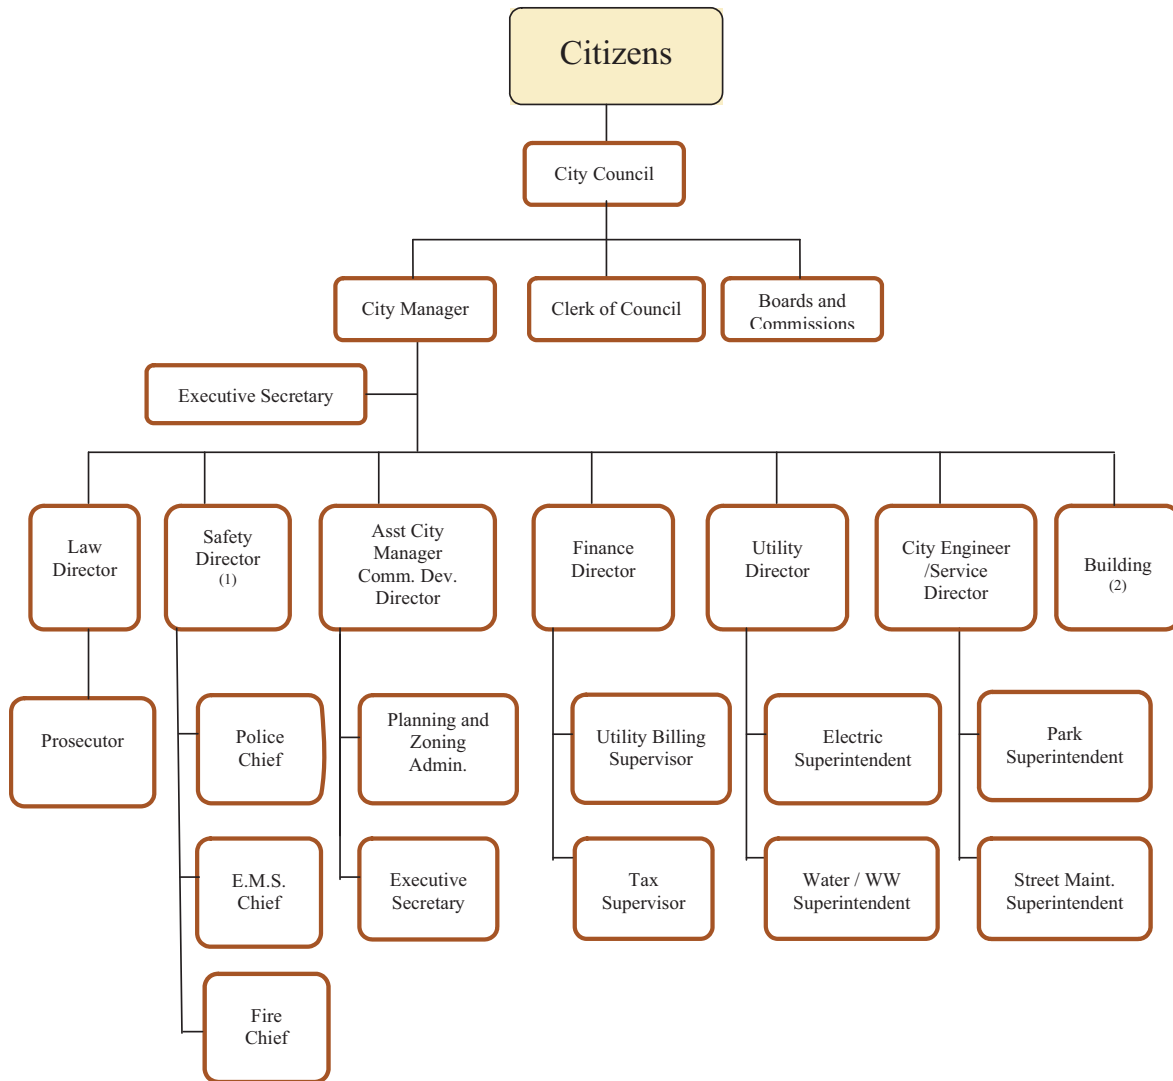 Citizens
City Council
City Manager
Clerk of Council
Boards and
Commissions
Executive Secretary
Law
Director
Safety
Director
(1)
Asst City
Manager
Comm. Dev.
Director
Finance
Director
Utility
Director
City Engineer
/Service
Director
Building
(2)
Prosecutor
Police
Chief
Planning and
Zoning
Admin.
Utility Billing
Supervisor
Electric
Superintendent
Park
Superintendent
E.M.S.
Chief
Executive
Secretary
Tax
Supervisor
Water / WW
Superintendent
Street Maint.
Superintendent
Fire
Chief